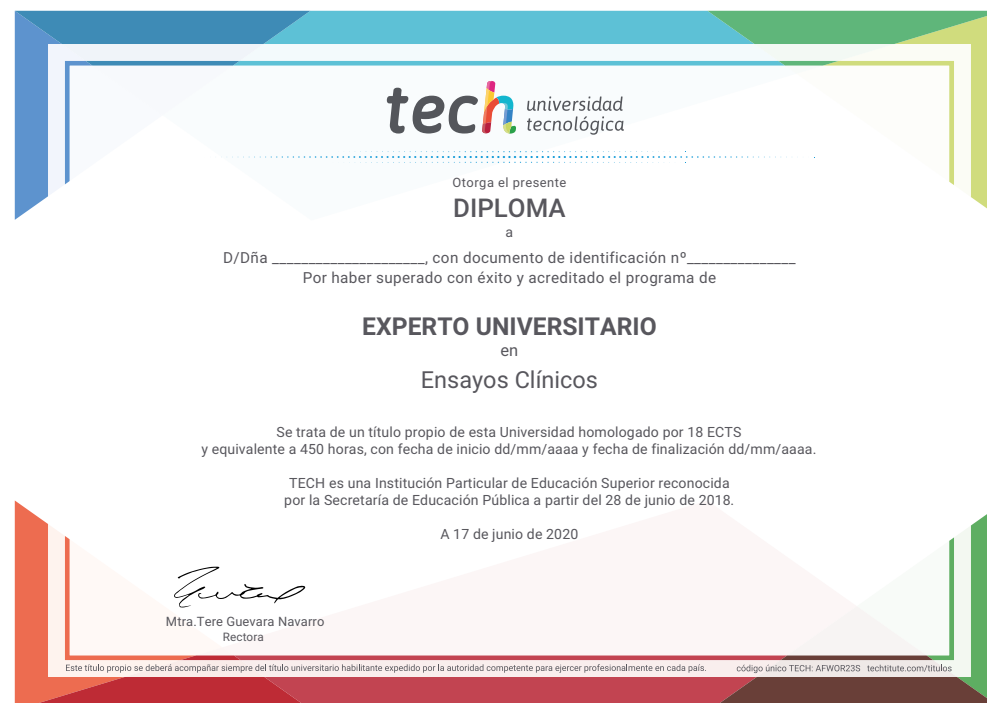 tech universidad
tecnológica
Otorga el presente
DIPLOMA
a
D/Dña _____________________, con documento de identificación nº_______________
Por haber superado con éxito y acreditado el programa de
EXPERTO UNIVERSITARIO
en
Ensayos Clínicos
Se trata de un título propio de esta Universidad homologado por 18 ECTS
y equivalente a 450 horas, con fecha de inicio dd/mm/aaaa y fecha de finalización dd/mm/aaaa.
TECH es una Institución Particular de Educación Superior reconocida
por la Secretaría de Educación Pública a partir del 28 de junio de 2018.
A 17 de junio de 2020
Mtra.Tere Guevara Navarro
Rectora
Este título propio se deberá acompañar siempre del título universitario habilitante expedido por la autoridad competente para ejercer profesionalmente en cada país. código único TECH: AFWOR23S techtitute.com/titulos